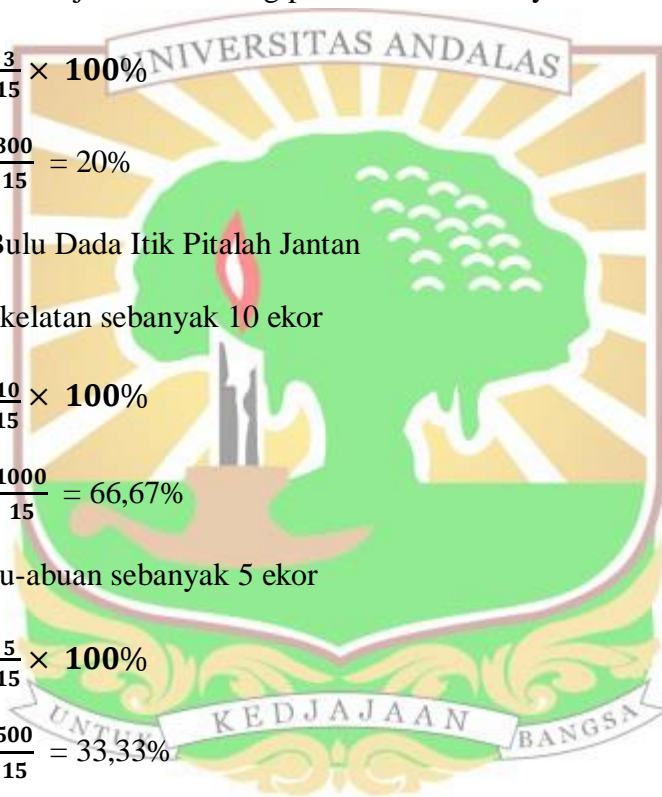 UNIVERSITAS ANDALAS
3/15 × 100%
300/15 = 20%
Bulu Dada Itik Pitalah Jantan
kelatan sebanyak 10 ekor
10/15 × 100%
1000/15 = 66,67%
u-abuan sebanyak 5 ekor
5/15 × 100%
500/15 = 33,33%
UNTUK KEDJAJAAN BANGSA